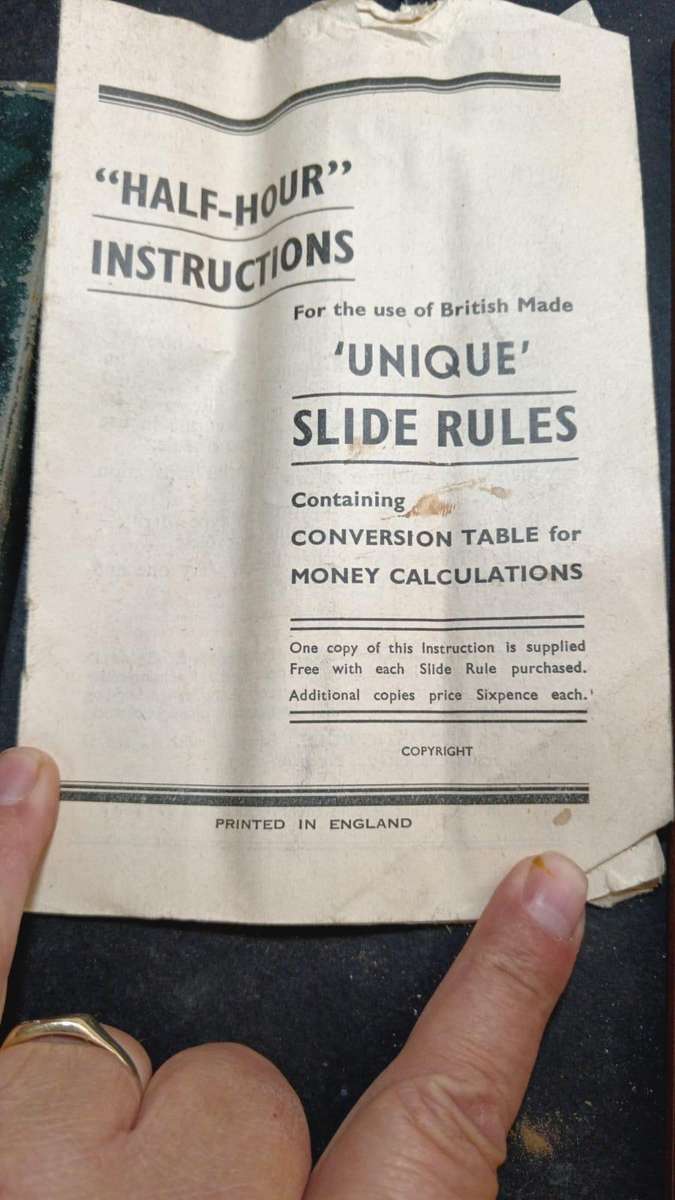 “HALF-HOUR”
INSTRUCTIONS
For the use of British Made
‘UNIQUE’
SLIDE RULES
Containing
CONVERSION TABLE for
MONEY CALCULATIONS
One copy of this Instruction is supplied
Free with each Slide Rule purchased.
Additional copies price Sixpence each.'
COPYRIGHT
PRINTED IN ENGLAND